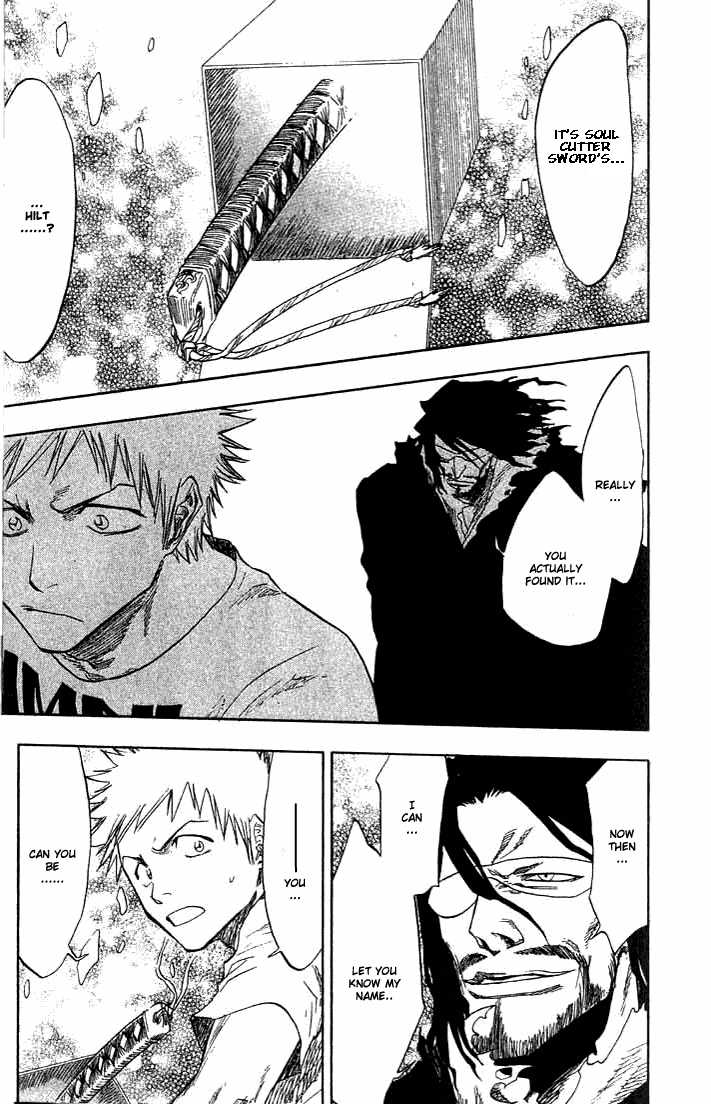 IT'S SOUL
CUTTER
SWORD'S...
...
HILT
......?
REALLY
...
YOU
ACTUALLY
FOUND IT...
NOW
THEN
...
I
CAN
...
LET YOU
KNOW MY
NAME..
YOU
...
CAN YOU
BE
......